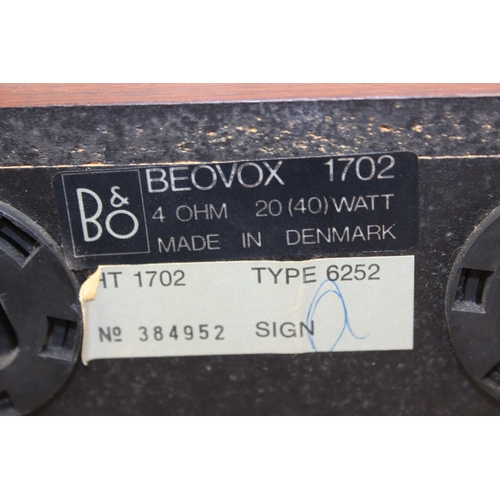 B&O
BEOVOX 1702
4 OHM 20 (40) WATT
MADE IN DENMARK
HT 1702 TYPE 6252
Nº 384952 SIGN